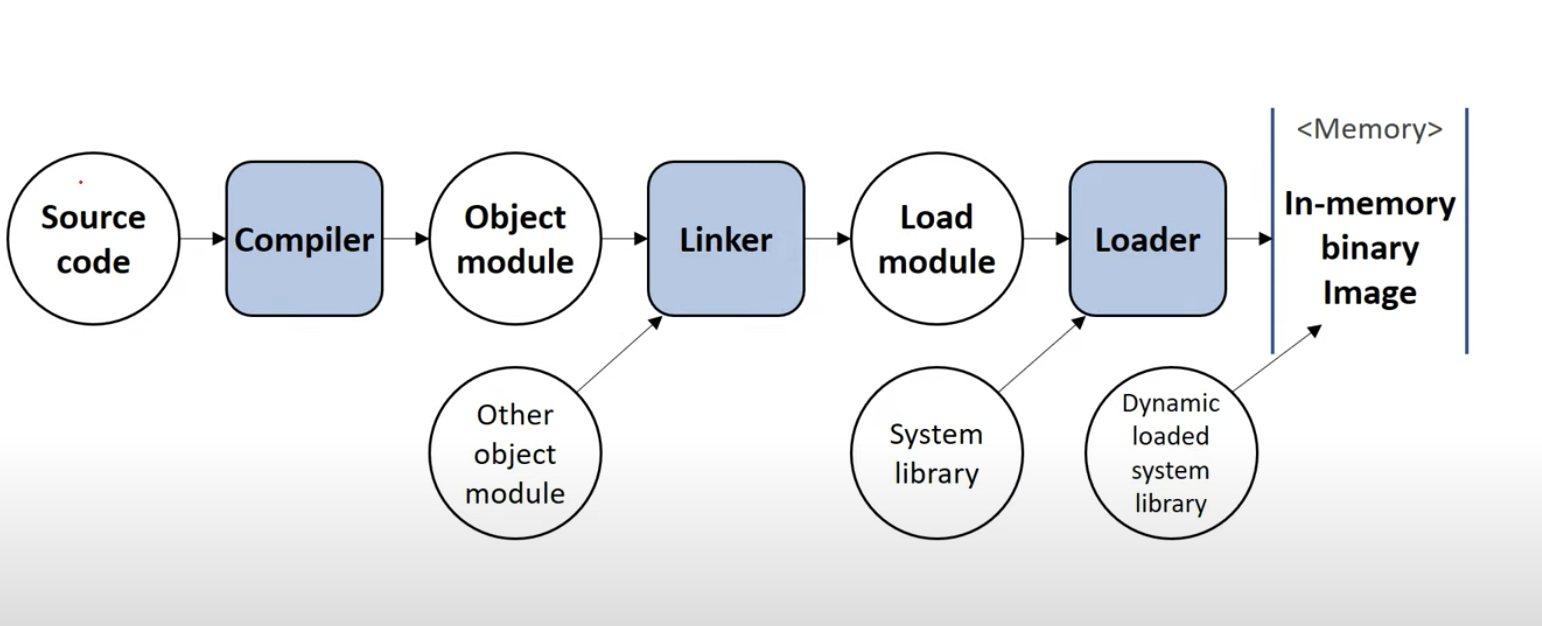 Source
code
Compiler
Object
module
Linker
Load
module
Loader
<Memory>
In-memory
binary
Image
Other
object
module
System
library
Dynamic
loaded
system
library